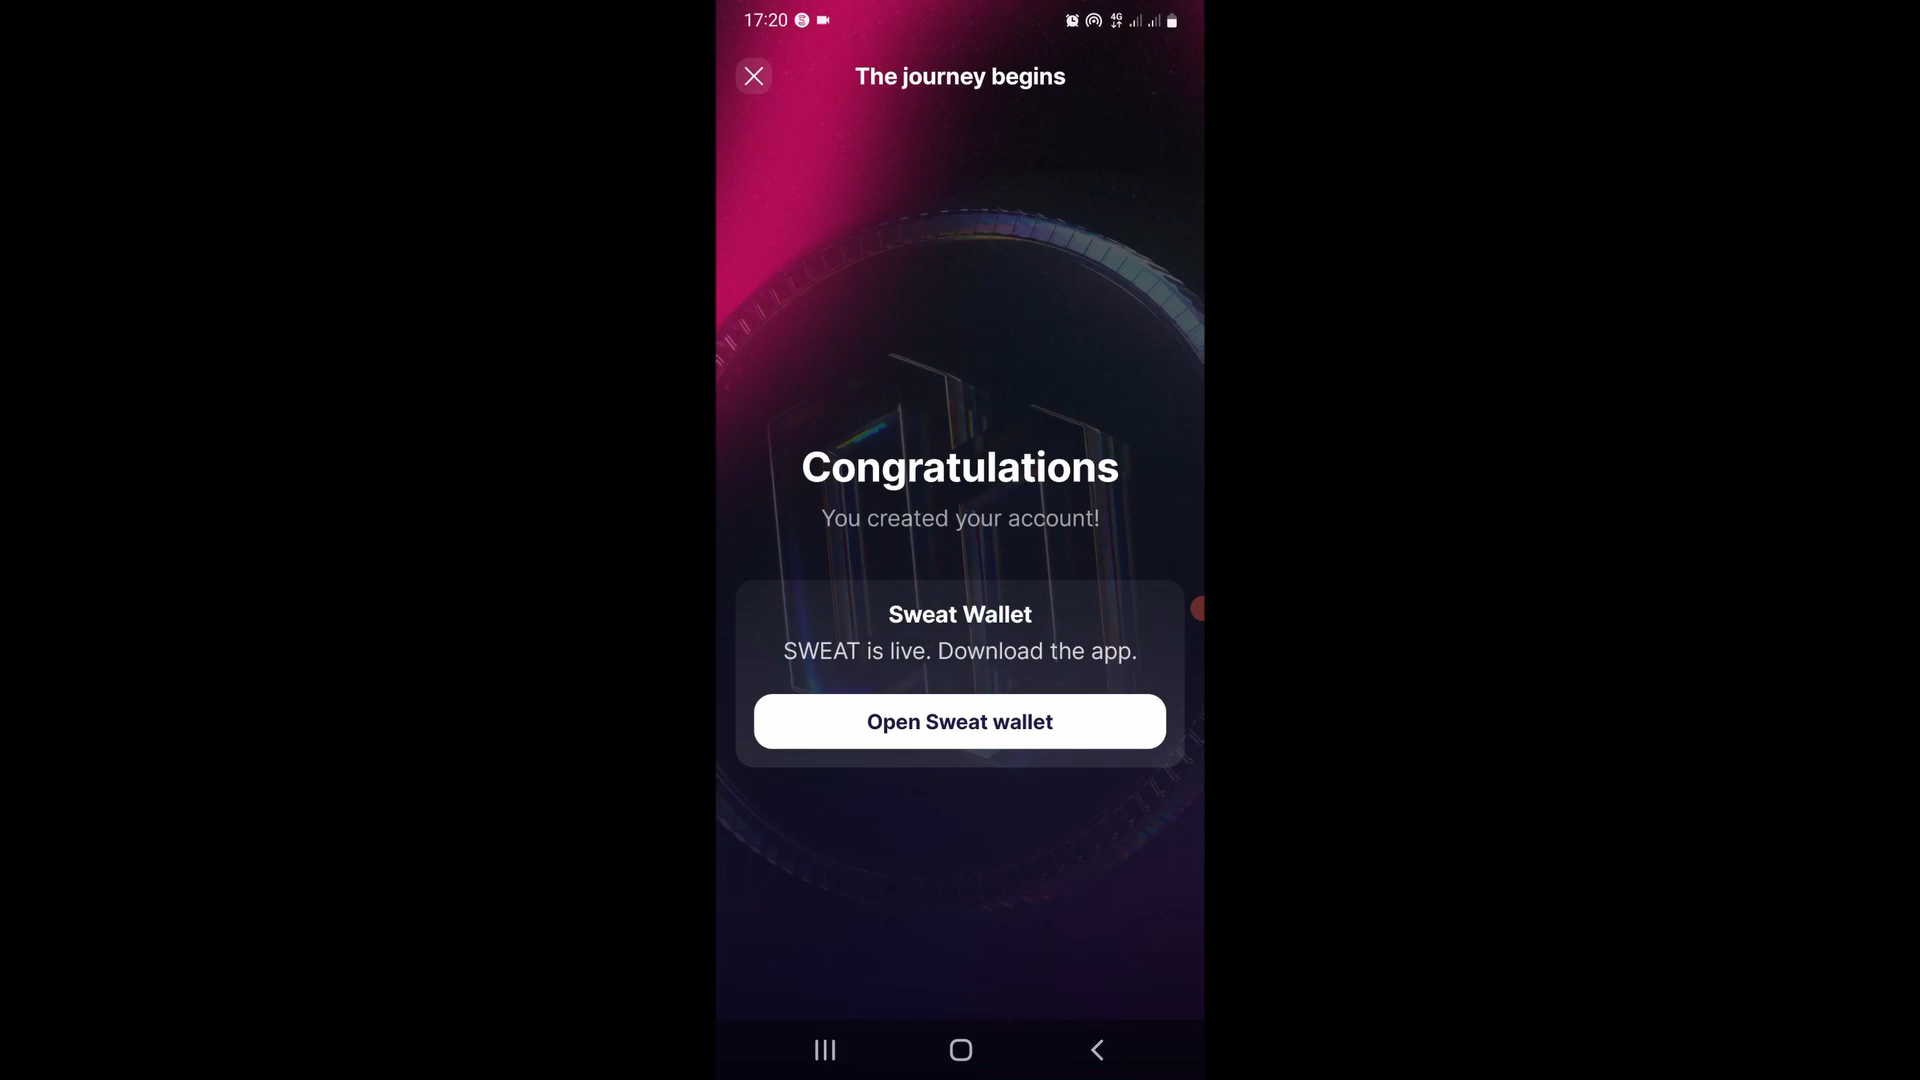 17:20
4G
The journey begins
Congratulations
You created your account!
Sweat Wallet
SWEAT is live. Download the app.
Open Sweat wallet